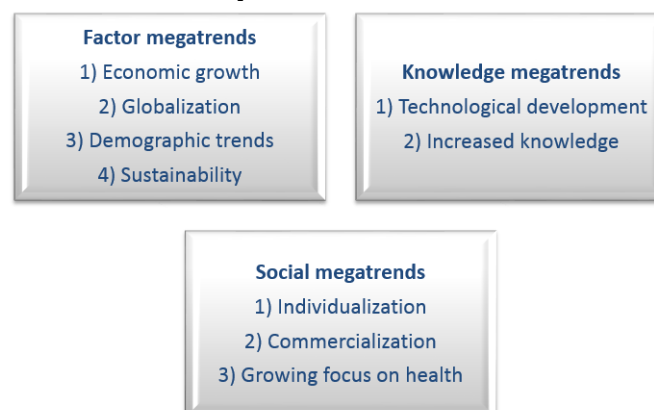 Factor megatrends
1) Economic growth
2) Globalization
3) Demographic trends
4) Sustainability
Knowledge megatrends
1) Technological development
2) Increased knowledge
Social megatrends
1) Individualization
2) Commercialization
3) Growing focus on health